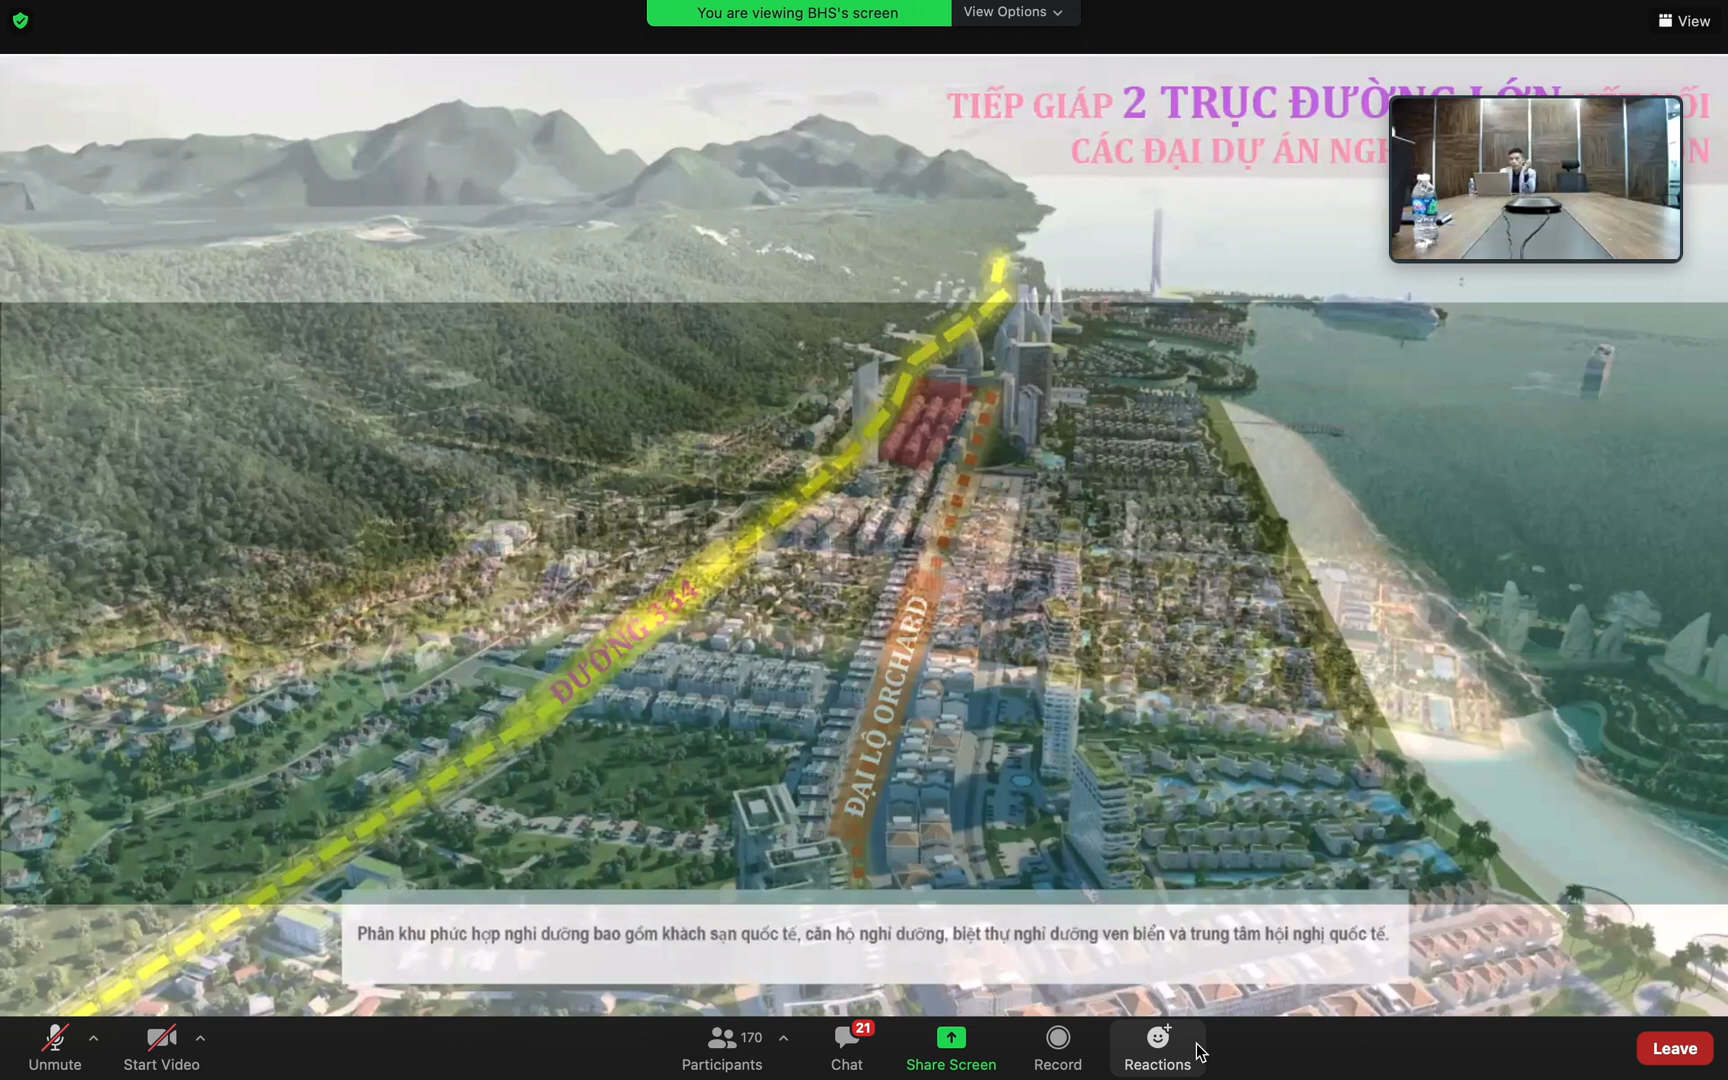 You are viewing BHS's screen
View Options
View
TIẾP GIÁP 2 TRỤC ĐƯỜNG LỚN
CÁC ĐẠI DỰ ÁN
ĐƯỜNG 334
ĐẠI LỘ ORCHARD
Phân khu phức hợp nghỉ dưỡng bao gồm khách sạn quốc tế, căn hộ nghỉ dưỡng, biệt thự nghỉ dưỡng ven biển và trung tâm hội nghị quốc tế.
Unmute
Start Video
Participants
170
Chat
21
Share Screen
Record
Reactions
Leave